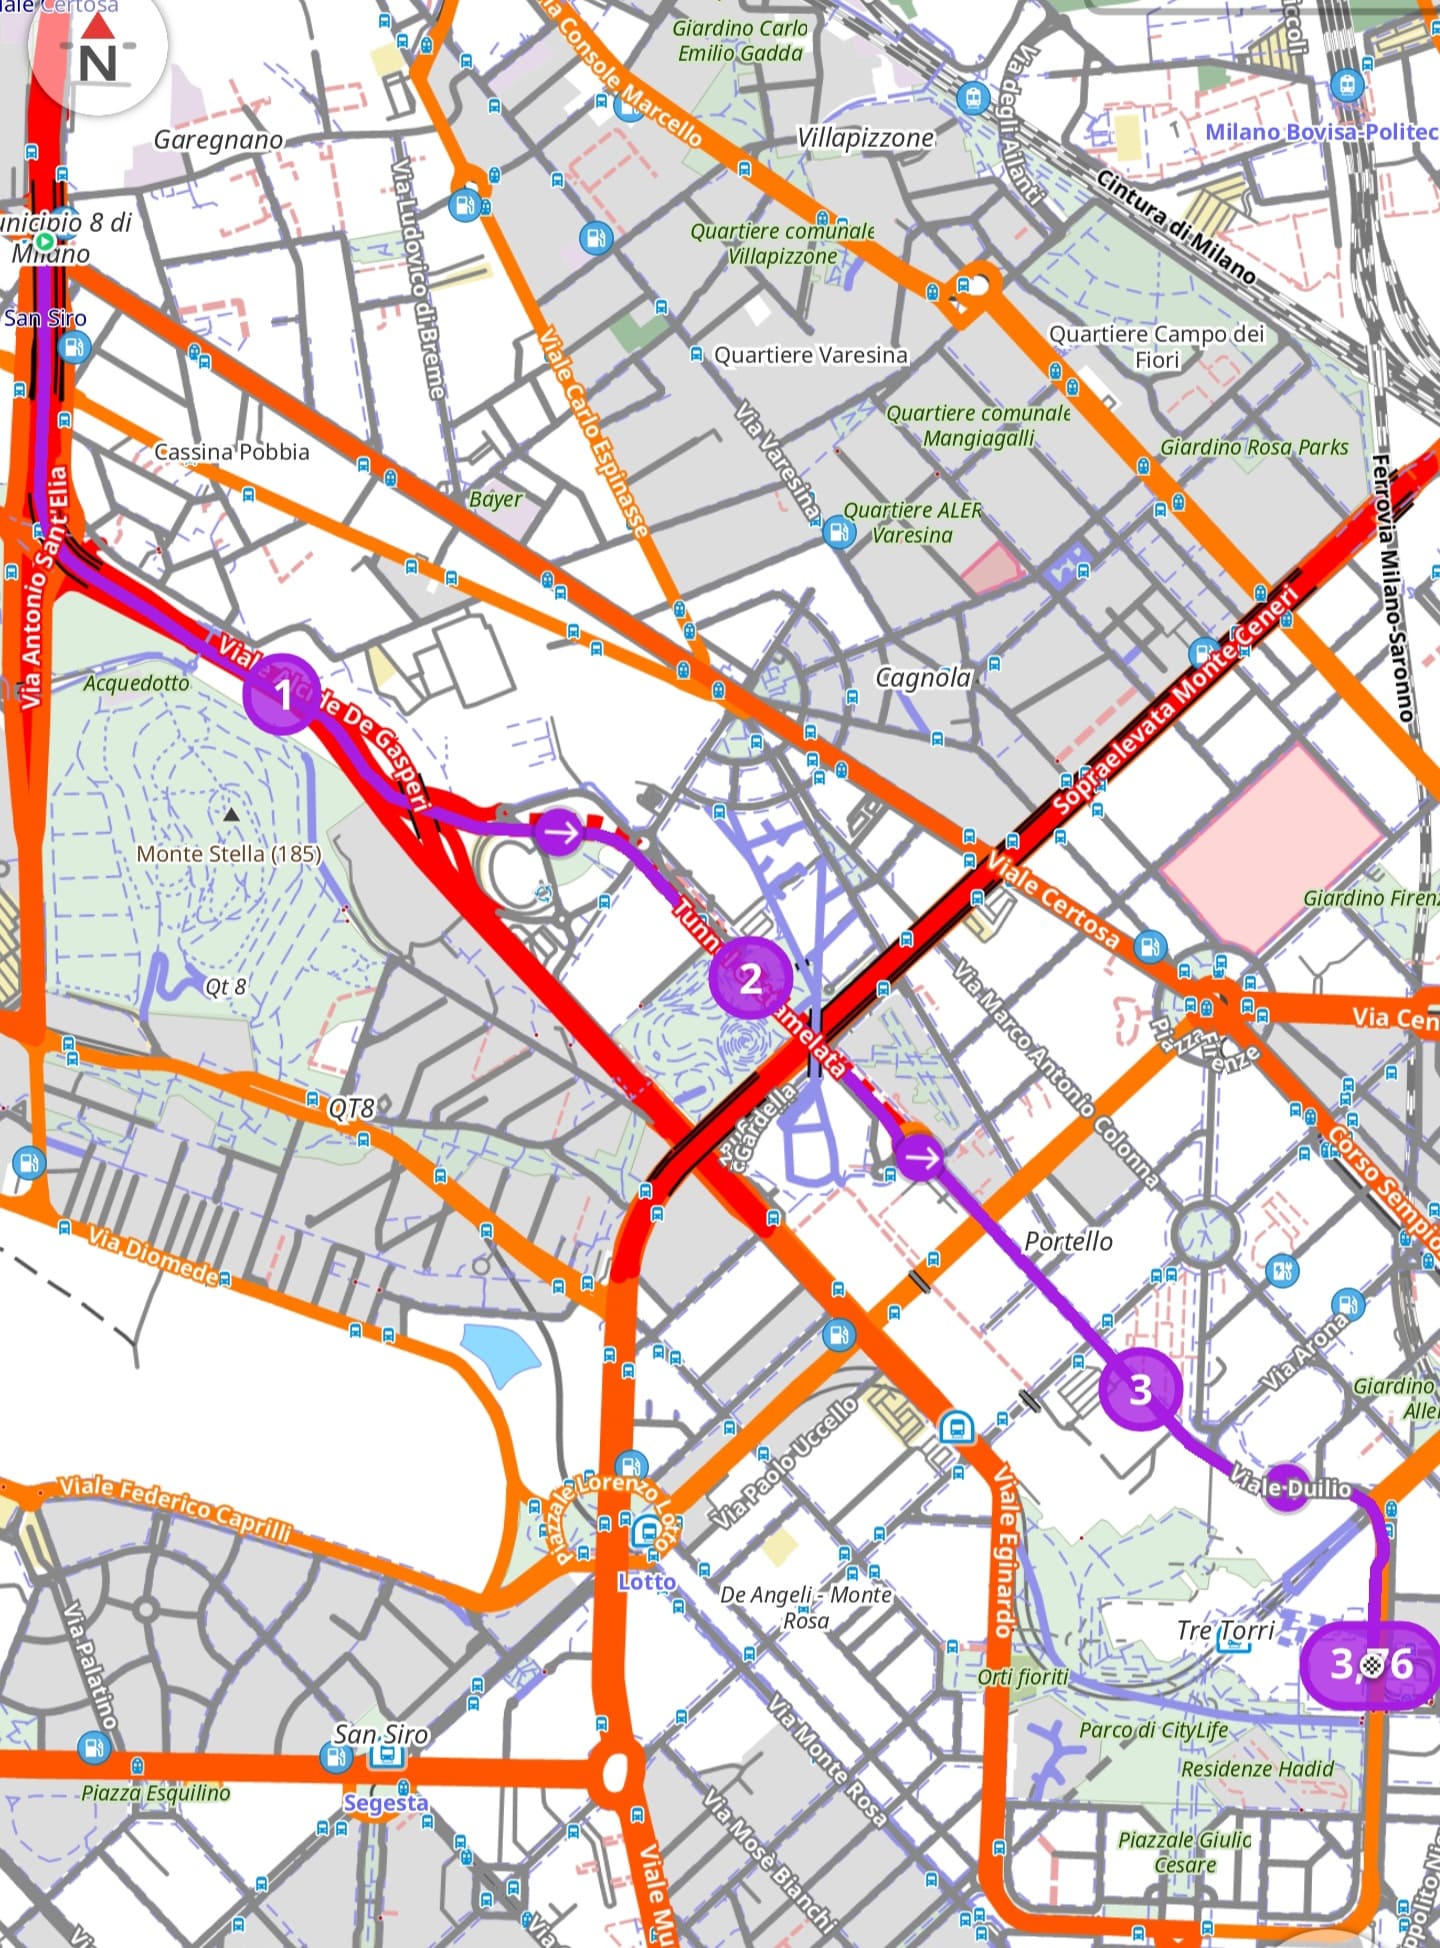 N
Garegnano
Giardino Carlo
Emilio Gadda
Via Console Marcello
Villapizzone
Via degli Ailanti
Milano Bovisa-Politec
Cintura di Milano
unicipio 8 di
Milano
Via Ludovico di Breme
Quartiere comunale
Villapizzone
San Siro
Quartiere Varesina
Quartiere Campo dei
Fiori
Viale Carlo Espinasse
Via Varesina
Quartiere comunale
Mangiagalli
Giardino Rosa Parks
Cassina Pobbia
Bayer
Quartiere ALER
Varesina
Ferrovia Milano-Saronno
Via Antonio Sant'Elia
Sopraelevata Monte Ceneri
Acquedotto
Viale Alcide De Gasperi
1
Cagnola
Monte Stella (185)
Viale Certosa
Giardino Firenz
Tunnel
amelata
2
Qt 8
Via Marco Antonio Colonna
Piazza Firenze
Via Cen
QT8
Gardella
Corso Sempio
Via Diomede
Portello
Via Arona
3
Giardino
Aller
Viale Duilio
Viale Federico Caprilli
Piazzale Lorenzo Lotto
Via Paolo Uccello
Viale Eginardo
Lotto
De Angeli - Monte
Rosa
Via Palatino
Tre Torri
3,76
Orti fioriti
San Siro
Via Monte Rosa
Parco di CityLife
Residenze Hadid
Piazza Esquilino
Segesta
Via Mosè Bianchi
Piazzale Giulio
Cesare
Viale Mu
Via